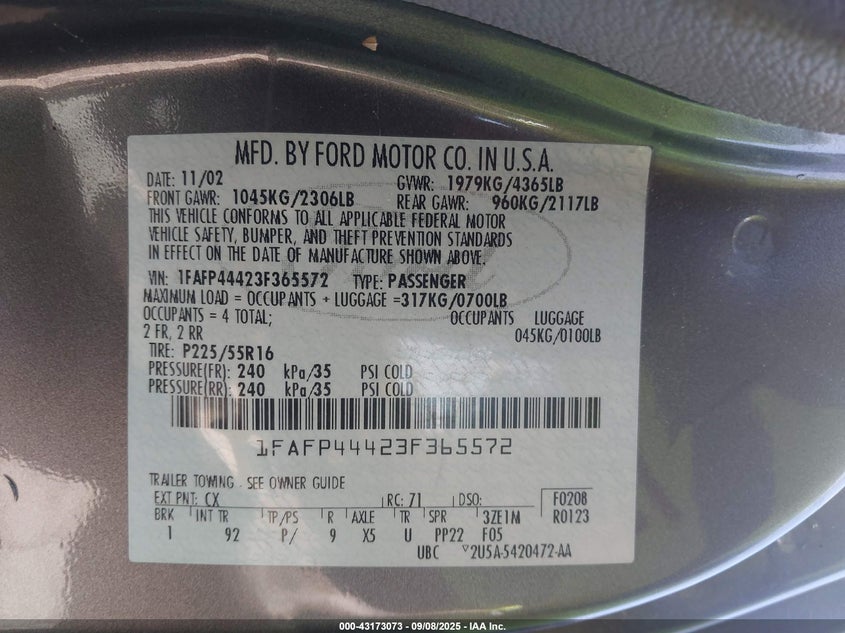 MFD. BY FORD MOTOR CO. IN U.S.A.
DATE: 11/02 GVWR: 1979KG/4365LB
FRONT GAWR: 1045KG/2306LB REAR GAWR: 960KG/2117LB
THIS VEHICLE CONFORMS TO ALL APPLICABLE FEDERAL MOTOR
VEHICLE SAFETY, BUMPER, AND THEFT PREVENTION STANDARDS
IN EFFECT ON THE DATE OF MANUFACTURE SHOWN ABOVE.
VIN: 1FAFP44423F365572 TYPE: PASSENGER
MAXIMUM LOAD = OCCUPANTS + LUGGAGE =317KG/0700LB
OCCUPANTS = 4 TOTAL; OCCUPANTS LUGGAGE
2 FR, 2 RR 045KG/0100LB
TIRE: P225/55R16
PRESSURE(FR): 240 kPa/35 PSI COLD
PRESSURE(RR): 240 kPa/35 PSI COLD
1FAFP44423F365572
TRAILER TOWING - SEE OWNER GUIDE
EXT PNT: CX RC: 71 DSO: F0208
BRK INT TR TP/PS R AXLE TR SPR 3ZE1M R0123
1 92 P/ 9 X5 U PP22 F05
UBC 2U5A-5420472-AA
000-43173073 - 09/08/2025 - IAA Inc.